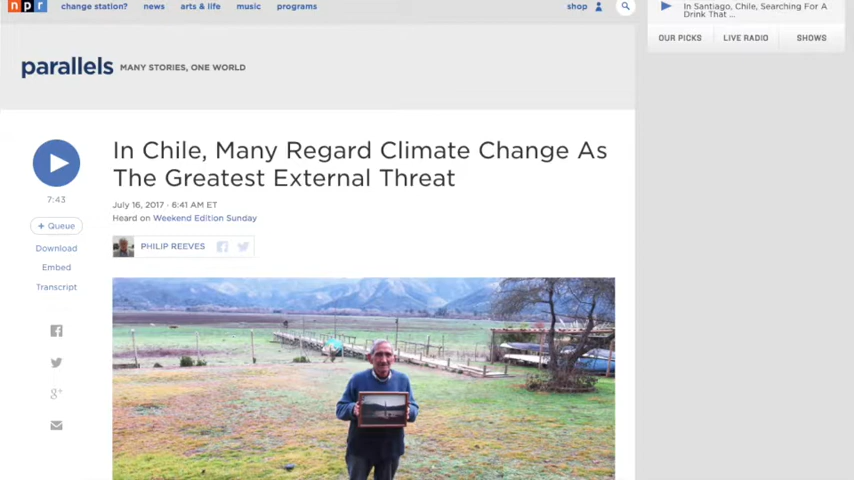 npr
change station? news arts & life music programs
shop
In Santiago, Chile, Searching For A
Drink That ...
OUR PICKS LIVE RADIO SHOWS
parallels MANY STORIES, ONE WORLD
In Chile, Many Regard Climate Change As
The Greatest External Threat
7:43
July 16, 2017 · 6:41 AM ET
Heard on Weekend Edition Sunday
+ Queue
PHILIP REEVES
Download
Embed
Transcript
g+